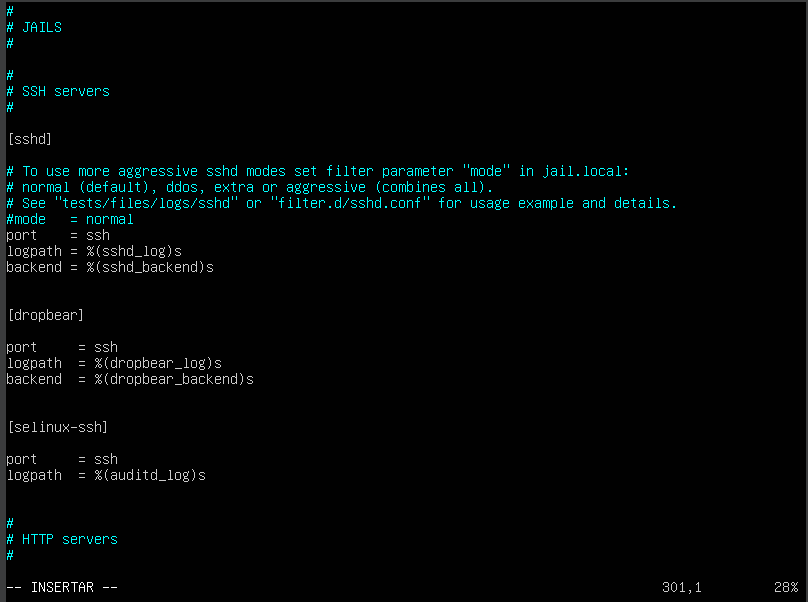 #
# JAILS
#
#
# SSH servers
#
[sshd]
# To use more aggressive sshd modes set filter parameter "mode" in jail.local:
# normal (default), ddos, extra or aggressive (combines all).
# See "tests/files/logs/sshd" or "filter.d/sshd.conf" for usage example and details.
#mode   = normal
port    = ssh
logpath = %(sshd_log)s
backend = %(sshd_backend)s
[dropbear]
port     = ssh
logpath  = %(dropbear_log)s
backend  = %(dropbear_backend)s
[selinux-ssh]
port     = ssh
logpath  = %(auditd_log)s
#
# HTTP servers
#
-- INSERTAR -- 301,1 28%